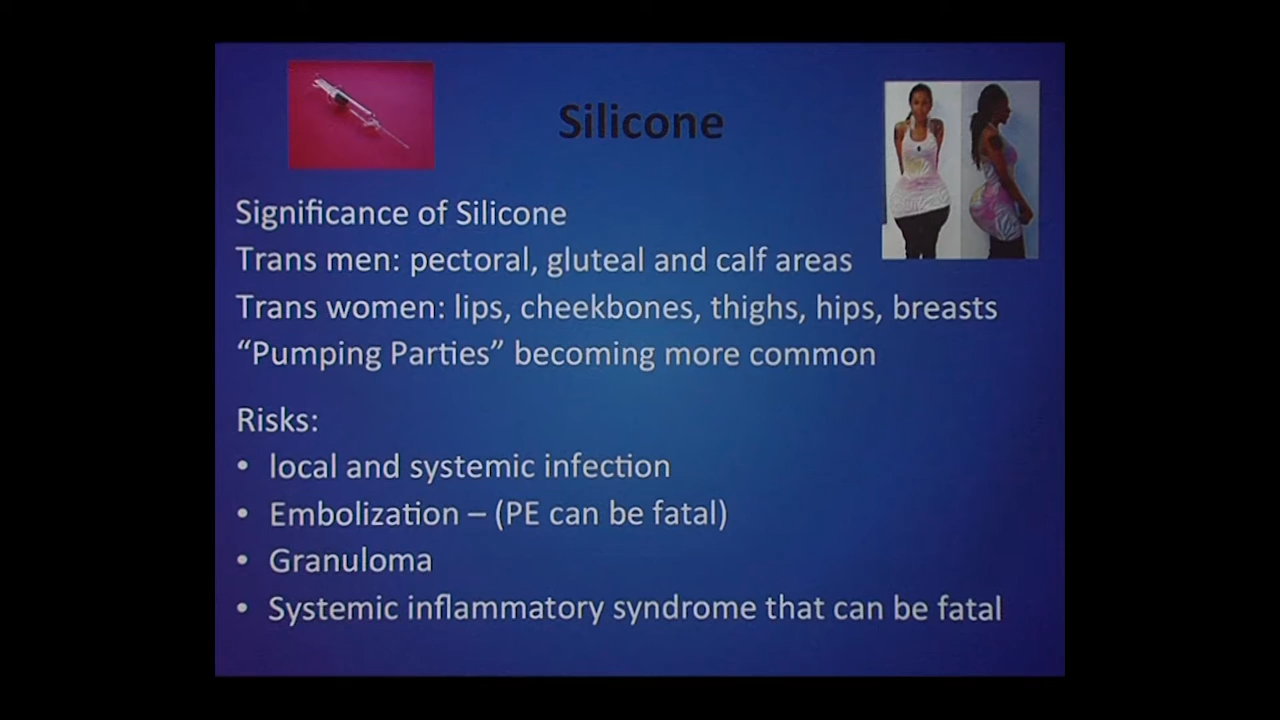 Silicone
Significance of Silicone
Trans men: pectoral, gluteal and calf areas
Trans women: lips, cheekbones, thighs, hips, breasts
“Pumping Parties” becoming more common
Risks:
• local and systemic infection
• Embolization – (PE can be fatal)
• Granuloma
• Systemic inflammatory syndrome that can be fatal